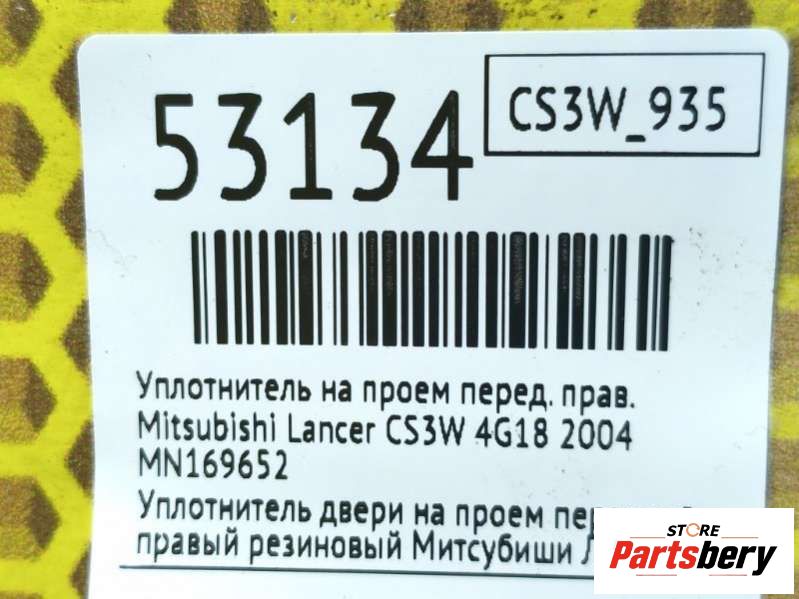 53134
CS3W_935
Уплотнитель на проем перед. прав.
Mitsubishi Lancer CS3W 4G18 2004
MN169652
Уплотнитель двери на проем
правый резиновый Митсубиши
STORE
Partsbery